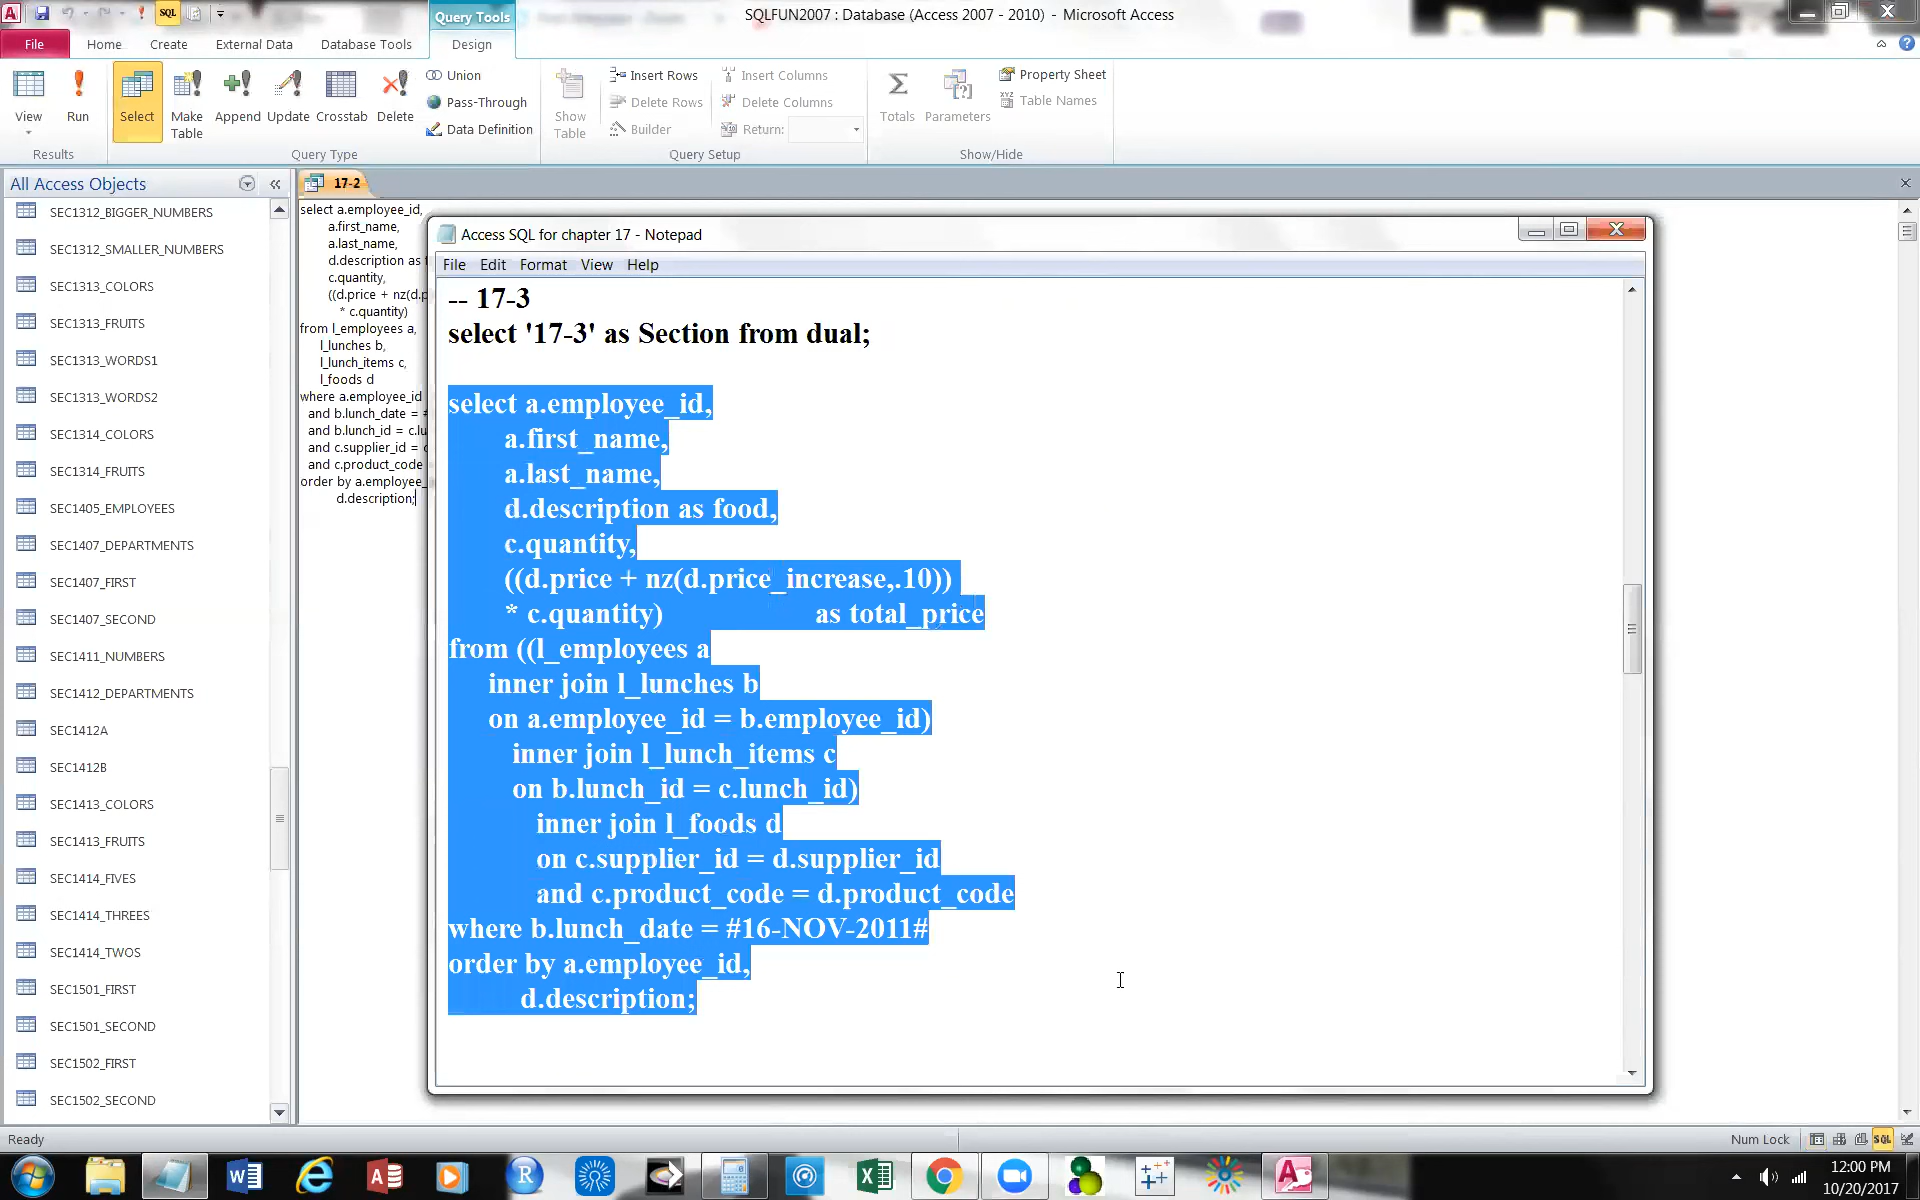 Query Tools
SQLFUN2007 : Database (Access 2007 - 2010) - Microsoft Access
SQL
File
Home
Create
External Data
Database Tools
Design
View
Run
Select
Make Table
Append
Update
Crosstab
Delete
Union
Pass-Through
Data Definition
Show Table
Insert Rows
Delete Rows
Builder
Insert Columns
Delete Columns
Return:
Totals
Parameters
Property Sheet
Table Names
Results
Query Type
Query Setup
Show/Hide
All Access Objects
SEC1312_BIGGER_NUMBERS
SEC1312_SMALLER_NUMBERS
SEC1313_COLORS
SEC1313_FRUITS
SEC1313_WORDS1
SEC1313_WORDS2
SEC1314_COLORS
SEC1314_FRUITS
SEC1405_EMPLOYEES
SEC1407_DEPARTMENTS
SEC1407_FIRST
SEC1407_SECOND
SEC1411_NUMBERS
SEC1412_DEPARTMENTS
SEC1412A
SEC1412B
SEC1413_COLORS
SEC1413_FRUITS
SEC1414_FIVES
SEC1414_THREES
SEC1414_TWOS
SEC1501_FIRST
SEC1501_SECOND
SEC1502_FIRST
SEC1502_SECOND
17-2
select a.employee_id,
a.first_name,
a.last_name,
d.description as
c.quantity,
((d.price + nz(d.p
* c.quantity)
from l_employees a,
l_lunches b,
l_lunch_items c,
l_foods d
where a.employee_id
and b.lunch_date = #
and b.lunch_id = c.lu
and c.supplier_id =
and c.product_code
order by a.employee_
d.description;
Access SQL for chapter 17 - Notepad
File Edit Format View Help
-- 17-3
select '17-3' as Section from dual;
select a.employee_id,
a.first_name,
a.last_name,
d.description as food,
c.quantity,
((d.price + nz(d.price_increase,.10))
* c.quantity) as total_price
from ((l_employees a
inner join l_lunches b
on a.employee_id = b.employee_id)
inner join l_lunch_items c
on b.lunch_id = c.lunch_id)
inner join l_foods d
on c.supplier_id = d.supplier_id
and c.product_code = d.product_code
where b.lunch_date = #16-NOV-2011#
order by a.employee_id,
d.description;
Ready
Num Lock
SQL
12:00 PM
10/20/2017